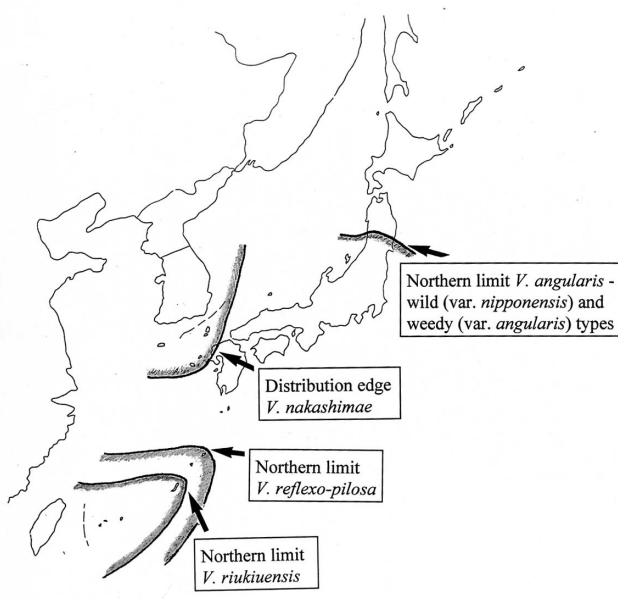 Northern limit V. angularis -
wild (var. nipponensis) and
weedy (var. angularis) types
Distribution edge
V. nakashimae
Northern limit
V. reflexo-pilosa
Northern limit
V. riukiuensis